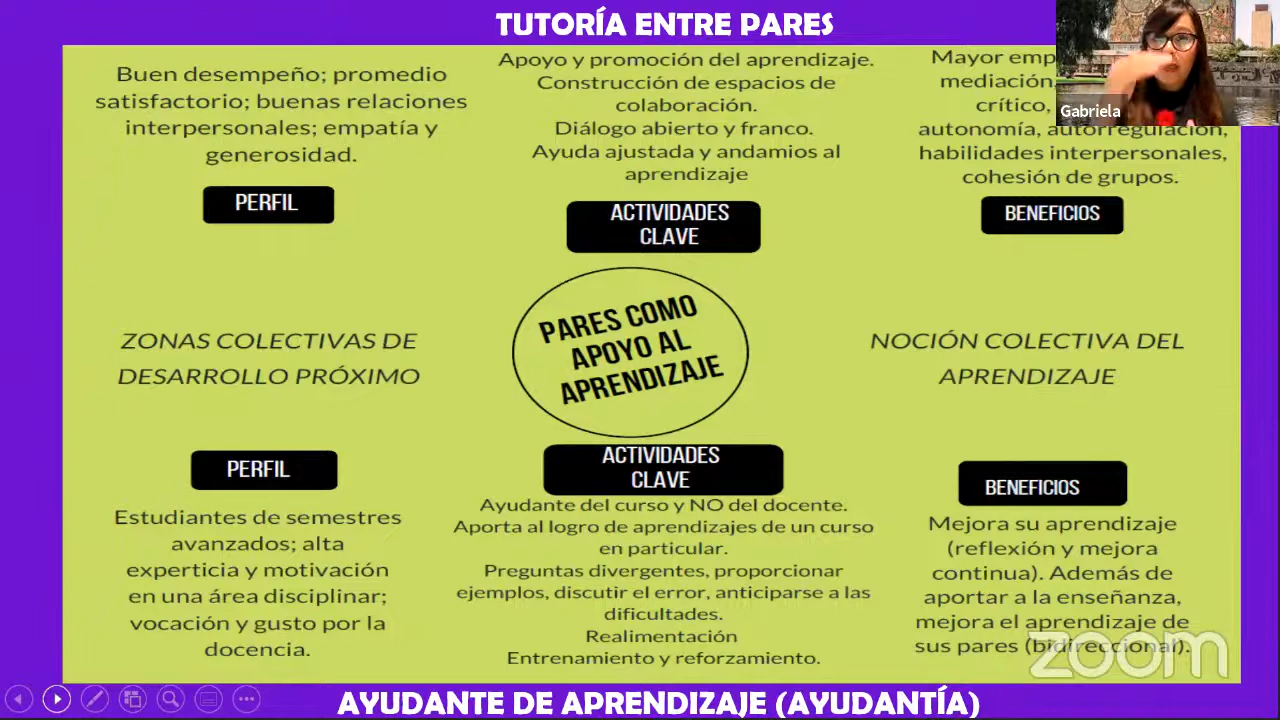 TUTORÍA ENTRE PARES
Buen desempeño; promedio
satisfactorio; buenas relaciones
interpersonales; empatía y
generosidad.
PERFIL
Apoyo y promoción del aprendizaje.
Construcción de espacios de
colaboración.
Diálogo abierto y franco.
Ayuda ajustada y andamios al
aprendizaje
ACTIVIDADES
CLAVE
Mayor
mediación,
crítico,
autonomía, autorregulación,
habilidades interpersonales,
cohesión de grupos.
BENEFICIOS
Gabriela
ZONAS COLECTIVAS DE
DESARROLLO PRÓXIMO
PARES COMO
APOYO AL
APRENDIZAJE
NOCIÓN COLECTIVA DEL
APRENDIZAJE
PERFIL
Estudiantes de semestres
avanzados; alta
experticia y motivación
en una área disciplinar;
vocación y gusto por la
docencia.
ACTIVIDADES
CLAVE
Ayudante del curso y NO del docente.
Aporta al logro de aprendizajes de un curso
en particular.
Preguntas divergentes, proporcionar
ejemplos, discutir el error, anticiparse a las
dificultades.
Realimentación
Entrenamiento y reforzamiento.
BENEFICIOS
Mejora su aprendizaje
(reflexión y mejora
continua). Además de
aportar a la enseñanza,
mejora el aprendizaje de
sus pares (bidireccional).
zoom
AYUDANTE DE APRENDIZAJE (AYUDANTÍA)